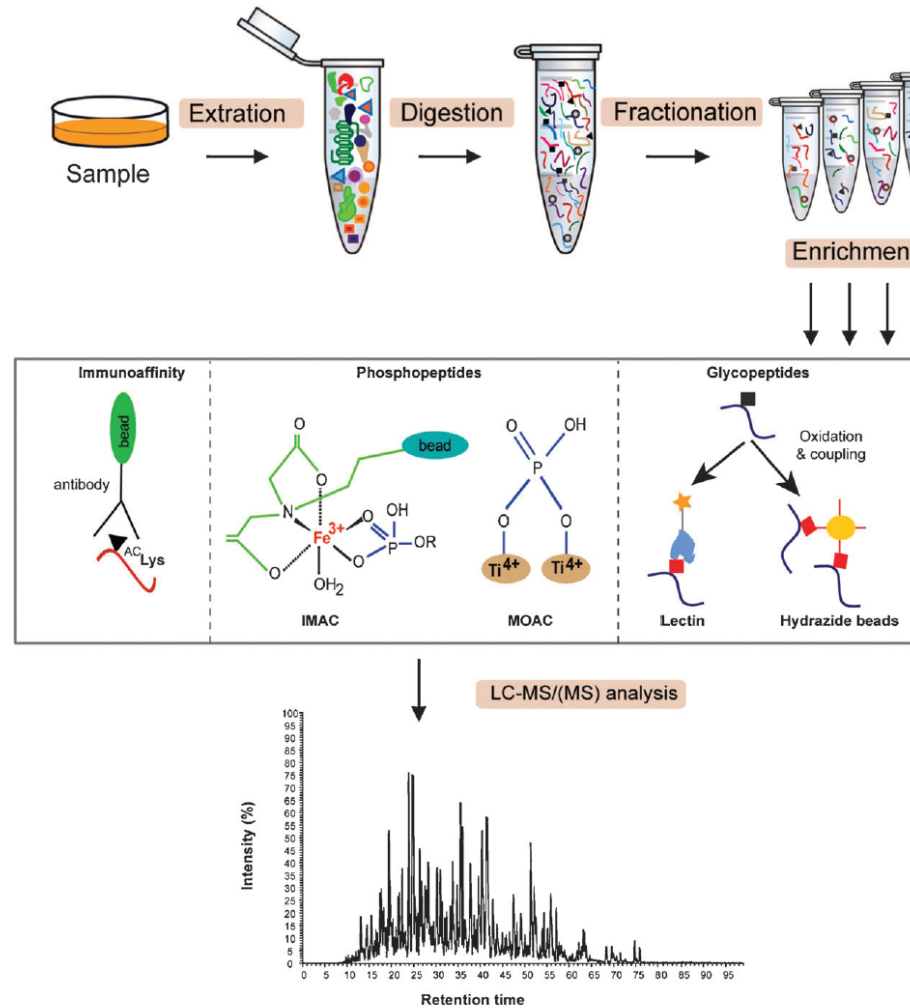 Extration
Digestion
Fractionation
Sample
Enrichmen
Immunoaffinity
Phosphopeptides
Glycopeptides
bead
antibody
AC Lys
O
O
N
O
bead
Fe3+
O
OH
P
OR
O
OH2
IMAC
O
OH
P
O
O
Ti4+
Ti4+
MOAC
Oxidation
& coupling
Lectin
Hydrazide beads
LC-MS/(MS) analysis
Intensity (%)
100
95
90
85
80
75
70
65
60
55
50
45
40
35
30
25
20
15
10
5
0
0 5 10 15 20 25 30 35 40 45 50 55 60 65 70 75 80 85 90 95
Retention time